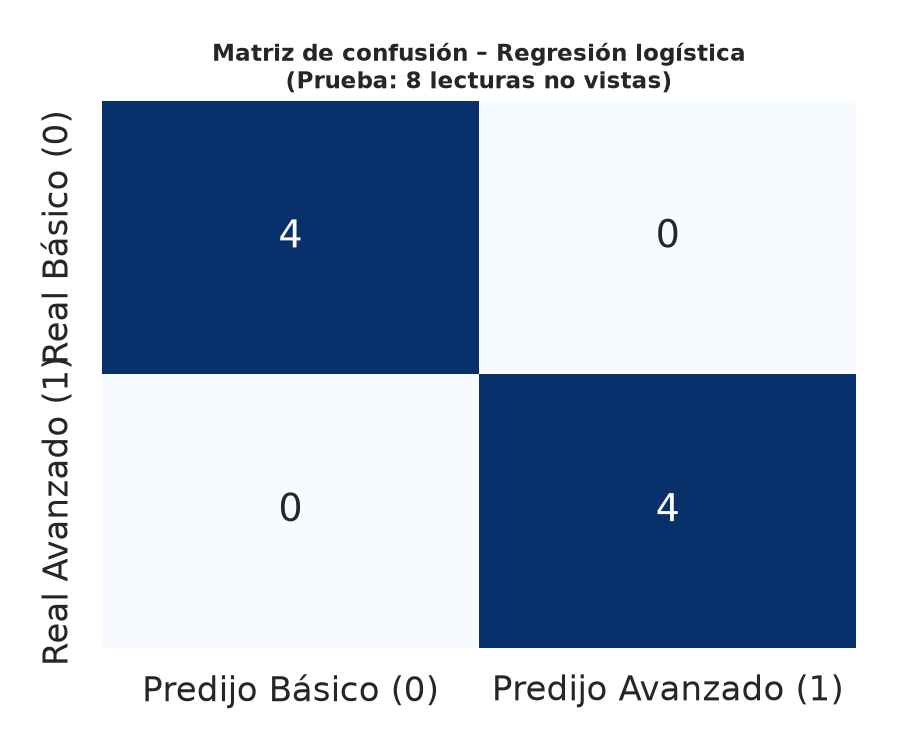 Matriz de confusión – Regresión logística
(Prueba: 8 lecturas no vistas)
Real Básico (0)
4
0
Real Avanzado (1)
0
4
Predijo Básico (0)
Predijo Avanzado (1)